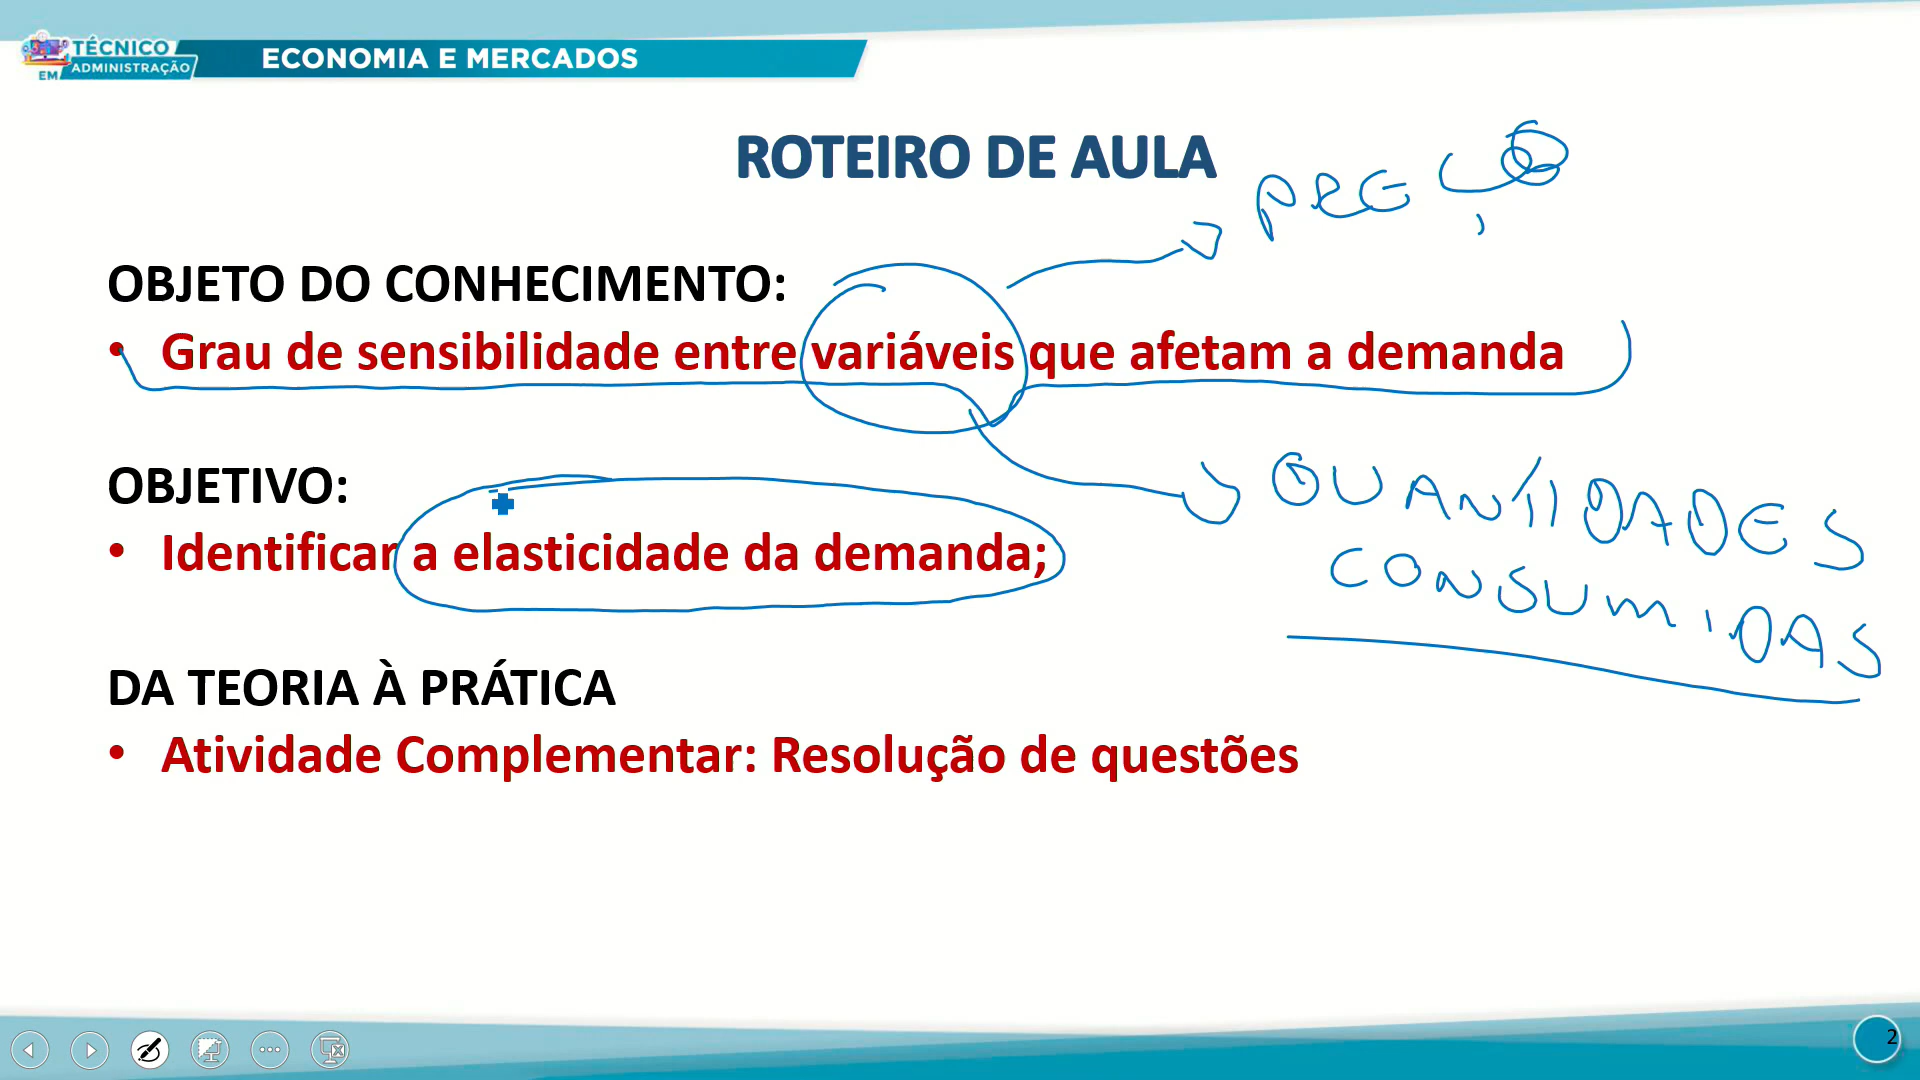 TÉCNICO
EM ADMINISTRAÇÃO
ECONOMIA E MERCADOS
ROTEIRO DE AULA
PREÇO
OBJETO DO CONHECIMENTO:
• Grau de sensibilidade entre variáveis que afetam a demanda
OBJETIVO:
QUANTIDADES
• Identificar a elasticidade da demanda;
CONSUMIDAS
DA TEORIA À PRÁTICA
• Atividade Complementar: Resolução de questões
2